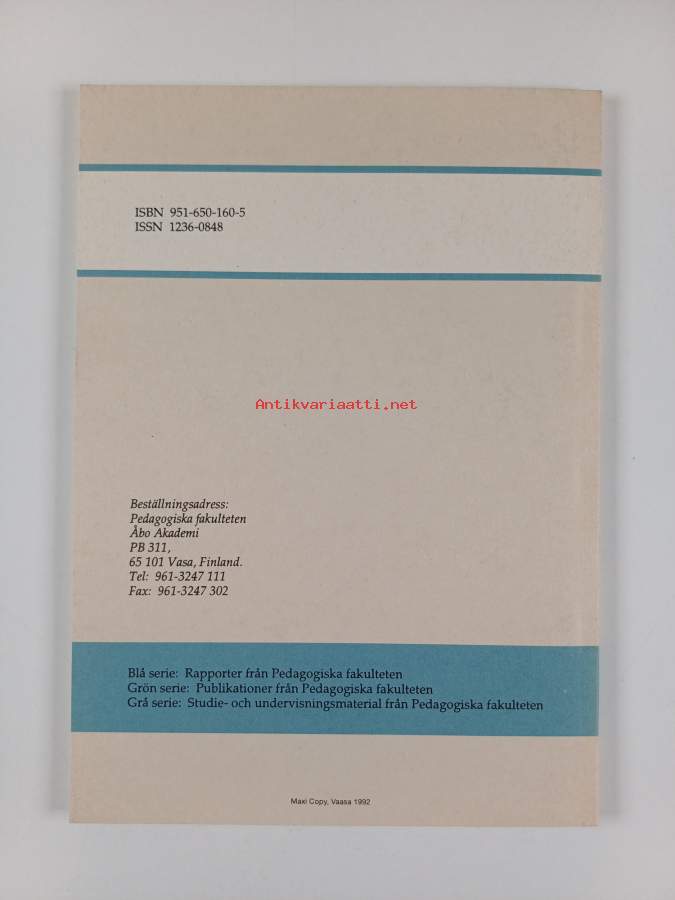 ISBN 951-650-160-5
ISSN 1236-0848
Antikvariaatti.net
Beställningsadress:
Pedagogiska fakulteten
Åbo Akademi
PB 311,
65 101 Vasa, Finland.
Tel: 961-3247 111
Fax: 961-3247 302
Blå serie: Rapporter från Pedagogiska fakulteten
Grön serie: Publikationer från Pedagogiska fakulteten
Grå serie: Studie- och undervisningsmaterial från Pedagogiska fakulteten
Maxi Copy, Vaasa 1992